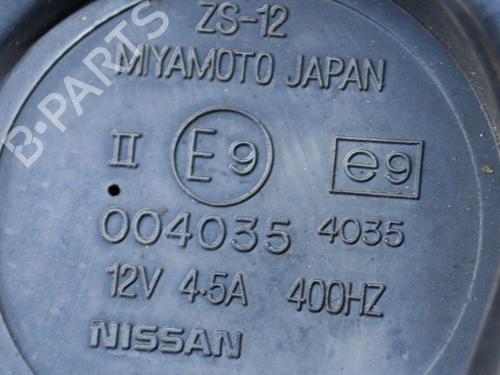 ZS-12
MIYAMOTO JAPAN
II E9 e9
004035 4035
12V 4.5A 400HZ
NISSAN
B-PARTS